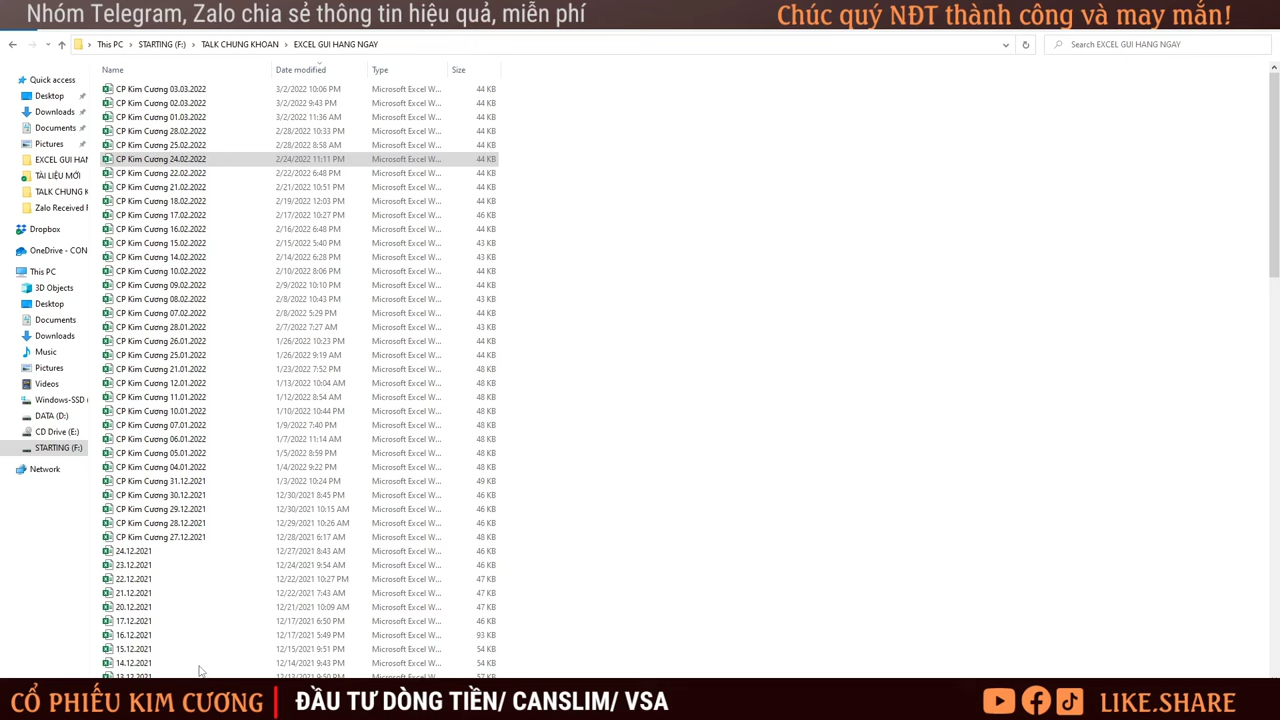 Nhóm Telegram, Zalo chia sẻ thông tin hiệu quả, miễn phí
Chúc quý NĐT thành công và may mắn!
This PC > STARTING (F:) > TALK CHUNG KHOAN > EXCEL GUI HANG NGAY
Search EXCEL GUI HANG NGAY
Name Date modified Type Size
Quick access
Desktop
Downloads
Documents
Pictures
EXCEL GUI HAN
TÀI LIỆU MỚI
TALK CHUNG K
Zalo Received F
Dropbox
OneDrive - CON
This PC
3D Objects
Desktop
Documents
Downloads
Music
Pictures
Videos
Windows-SSD (
DATA (D:)
CD Drive (E:)
STARTING (F:)
Network
CP Kim Cương 03.03.2022 3/2/2022 10:06 PM Microsoft Excel W... 44 KB
CP Kim Cương 02.03.2022 3/2/2022 9:43 PM Microsoft Excel W... 44 KB
CP Kim Cương 01.03.2022 3/2/2022 11:36 AM Microsoft Excel W... 44 KB
CP Kim Cương 28.02.2022 2/28/2022 10:33 PM Microsoft Excel W... 44 KB
CP Kim Cương 25.02.2022 2/28/2022 8:58 AM Microsoft Excel W... 44 KB
CP Kim Cương 24.02.2022 2/24/2022 11:11 PM Microsoft Excel W... 44 KB
CP Kim Cương 22.02.2022 2/22/2022 6:48 PM Microsoft Excel W... 44 KB
CP Kim Cương 21.02.2022 2/21/2022 10:51 PM Microsoft Excel W... 44 KB
CP Kim Cương 18.02.2022 2/19/2022 12:03 PM Microsoft Excel W... 44 KB
CP Kim Cương 17.02.2022 2/17/2022 10:27 PM Microsoft Excel W... 46 KB
CP Kim Cương 16.02.2022 2/16/2022 6:48 PM Microsoft Excel W... 44 KB
CP Kim Cương 15.02.2022 2/15/2022 5:40 PM Microsoft Excel W... 43 KB
CP Kim Cương 14.02.2022 2/14/2022 6:28 PM Microsoft Excel W... 43 KB
CP Kim Cương 10.02.2022 2/10/2022 8:06 PM Microsoft Excel W... 44 KB
CP Kim Cương 09.02.2022 2/9/2022 10:10 PM Microsoft Excel W... 44 KB
CP Kim Cương 08.02.2022 2/8/2022 10:43 PM Microsoft Excel W... 43 KB
CP Kim Cương 07.02.2022 2/8/2022 5:29 PM Microsoft Excel W... 44 KB
CP Kim Cương 28.01.2022 2/7/2022 7:27 AM Microsoft Excel W... 43 KB
CP Kim Cương 26.01.2022 1/26/2022 10:23 PM Microsoft Excel W... 44 KB
CP Kim Cương 25.01.2022 1/26/2022 9:19 AM Microsoft Excel W... 44 KB
CP Kim Cương 21.01.2022 1/23/2022 7:52 PM Microsoft Excel W... 48 KB
CP Kim Cương 12.01.2022 1/13/2022 10:04 AM Microsoft Excel W... 48 KB
CP Kim Cương 11.01.2022 1/12/2022 8:54 AM Microsoft Excel W... 48 KB
CP Kim Cương 10.01.2022 1/10/2022 10:44 PM Microsoft Excel W... 48 KB
CP Kim Cương 07.01.2022 1/9/2022 7:40 PM Microsoft Excel W... 48 KB
CP Kim Cương 06.01.2022 1/7/2022 11:14 AM Microsoft Excel W... 48 KB
CP Kim Cương 05.01.2022 1/5/2022 8:59 PM Microsoft Excel W... 48 KB
CP Kim Cương 04.01.2022 1/4/2022 9:22 PM Microsoft Excel W... 48 KB
CP Kim Cương 31.12.2021 1/3/2022 10:24 PM Microsoft Excel W... 49 KB
CP Kim Cương 30.12.2021 12/30/2021 8:45 PM Microsoft Excel W... 46 KB
CP Kim Cương 29.12.2021 12/30/2021 10:15 AM Microsoft Excel W... 46 KB
CP Kim Cương 28.12.2021 12/29/2021 10:26 AM Microsoft Excel W... 46 KB
CP Kim Cương 27.12.2021 12/28/2021 6:17 AM Microsoft Excel W... 48 KB
24.12.2021 12/27/2021 8:43 AM Microsoft Excel W... 46 KB
23.12.2021 12/24/2021 9:54 AM Microsoft Excel W... 46 KB
22.12.2021 12/22/2021 10:27 PM Microsoft Excel W... 47 KB
21.12.2021 12/22/2021 7:43 AM Microsoft Excel W... 47 KB
20.12.2021 12/21/2021 10:09 AM Microsoft Excel W... 47 KB
17.12.2021 12/17/2021 6:50 PM Microsoft Excel W... 46 KB
16.12.2021 12/17/2021 5:49 PM Microsoft Excel W... 93 KB
15.12.2021 12/15/2021 9:51 PM Microsoft Excel W... 54 KB
14.12.2021 12/14/2021 9:43 PM Microsoft Excel W... 54 KB
13.12.2021 12/13/2021 9:50 PM Microsoft Excel W... 57 KB
CỔ PHIẾU KIM CƯƠNG ĐẦU TƯ DÒNG TIỀN/ CANSLIM/ VSA LIKE.SHARE